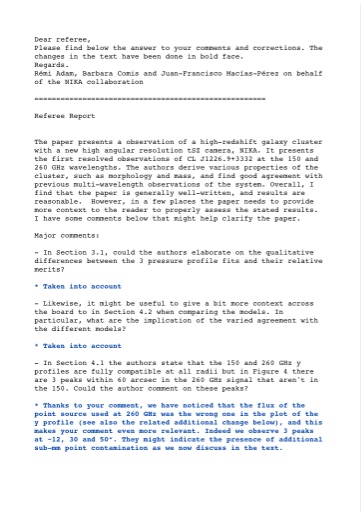 Dear referee,
Please find below the answer to your comments and corrections. The
changes in the text have been done in bold face.
Regards.
Rémi Adam, Barbara Comis and Juan-Francisco Macías-Pérez on behalf
of the NIKA collaboration
=====================================================
Referee Report
The paper presents a observation of a high-redshift galaxy cluster
with a new high angular resolution tSZ camera, NIKA. It presents
the first resolved observations of CL J1226.9+3332 at the 150 and
260 GHz wavelengths. The authors derive various properties of the
cluster, such as morphology and mass, and find good agreement with
previous multi-wavelength observations of the system. Overall, I
find that the paper is generally well-written, and results are
reasonable.  However, in a few places the paper needs to provide
more context to the reader to properly assess the stated results.
I have some comments below that might help clarify the paper.
Major comments:
- In Section 3.1, could the authors elaborate on the qualitative
differences between the 3 pressure profile fits and their relative
merits?
* Taken into account
- Likewise, it might be useful to give a bit more context across
the board to in Section 4.2 when comparing the models. In
particular, what are the implication of the varied agreement with
the different models?
* Taken into account
- In Section 4.1 the authors state that the 150 and 260 GHz y
profiles are fully compatible at all radii but in Figure 4 there
are 3 peaks within 60 arcsec in the 260 GHz signal that aren't in
the 150. Could the author comment on these peaks?
* Thanks to your comment, we have noticed that the flux of the
point source used at 260 GHz was the wrong one in the plot of the
y profile (see also the related additional change below), and this
makes your comment even more relevant. Indeed we observe 3 peaks
at ~12, 30 and 50". They might indicate the presence of additional
sub-mm point contamination as we now discuss in the text.